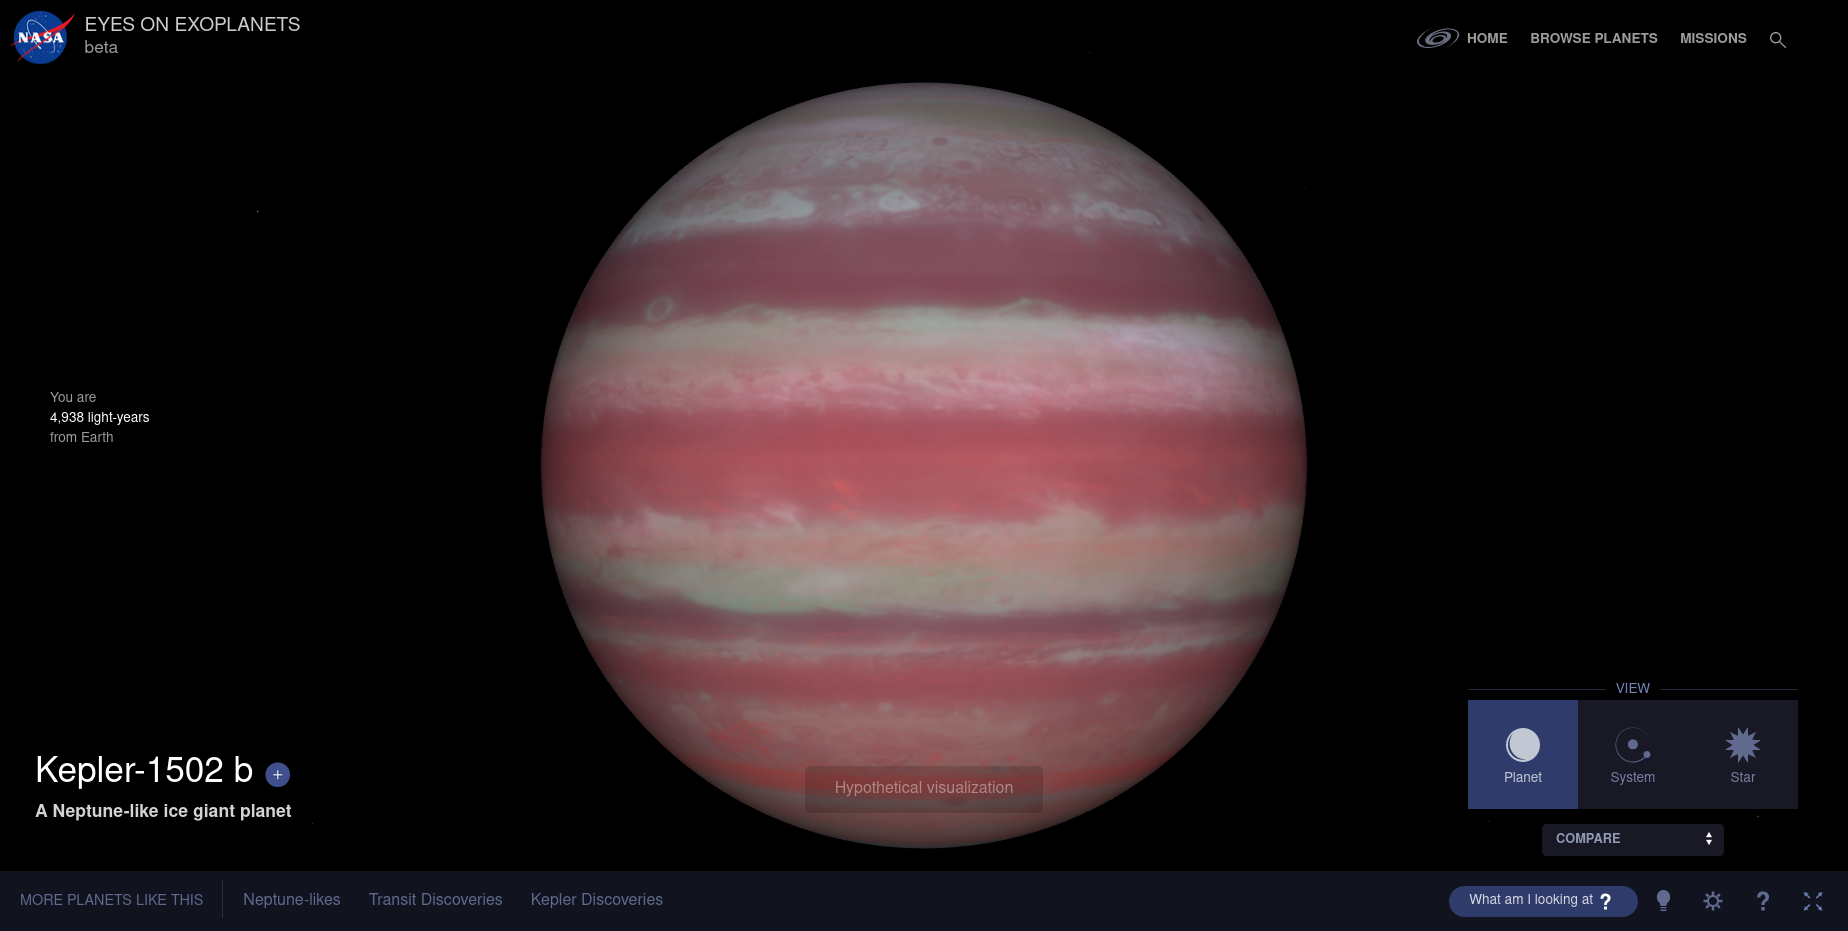 NASA
EYES ON EXOPLANETS
beta
HOME
BROWSE PLANETS
MISSIONS
You are
4,938 light-years
from Earth
Kepler-1502 b +
A Neptune-like ice giant planet
Hypothetical visualization
VIEW
Planet
System
Star
COMPARE
MORE PLANETS LIKE THIS
Neptune-likes
Transit Discoveries
Kepler Discoveries
What am I looking at ?
?